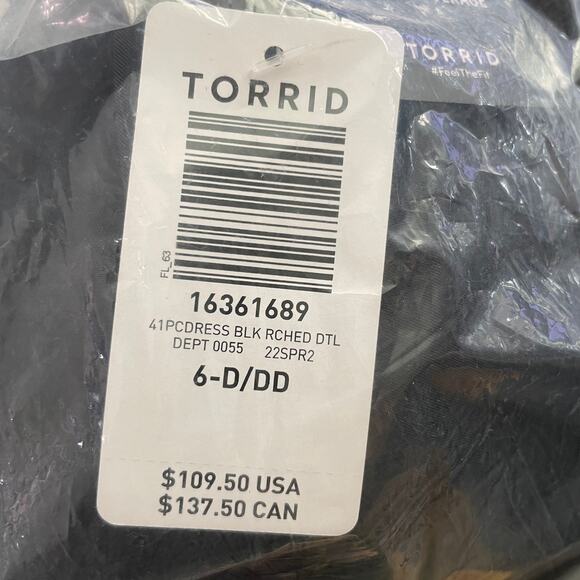 TORRID
#FeelTheFit
TORRID
FL_63
16361689
41PCDRESS BLK RCHED DTL
DEPT 0055 22SPR2
6-D/DD
$109.50 USA
$137.50 CAN